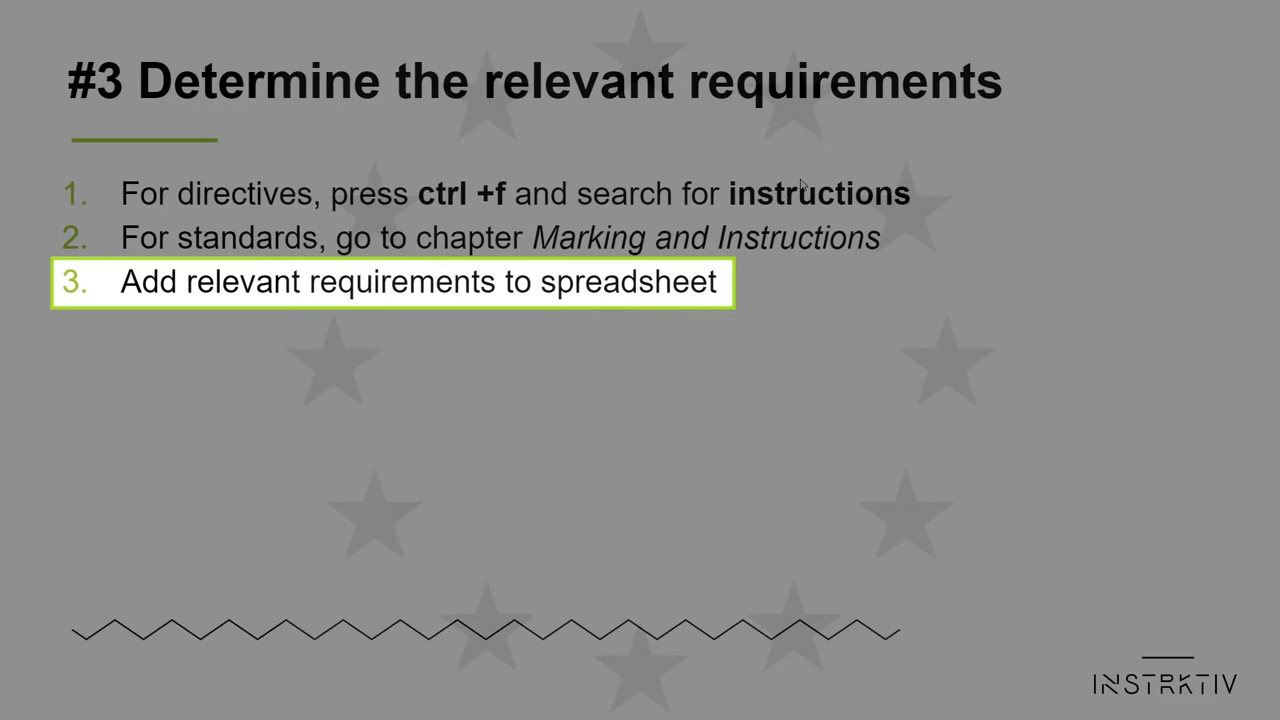 #3 Determine the relevant requirements
1. For directives, press ctrl +f and search for instructions
2. For standards, go to chapter Marking and Instructions
3. Add relevant requirements to spreadsheet
INSTRKTIV